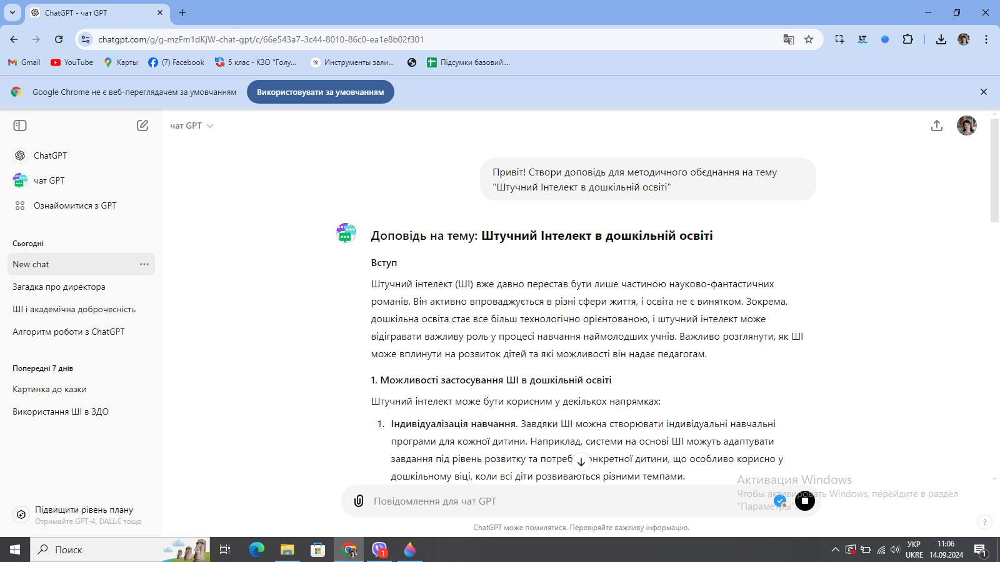 ChatGPT - чат GPT
chatgpt.com/g/g-mzFm1dKjW-chat-gpt/c/66e543a7-3c44-8010-86c0-ea1e8b02f301
Gmail
YouTube
Карты
(7) Facebook
5 клас - КЗО "Голу...
Инструменты зали...
Підсумки базовий....
Google Chrome не є веб-переглядачем за умовчанням
Використовувати за умовчанням
чат GPT
ChatGPT
чат GPT
Ознайомитися з GPT
Сьогодні
New chat
Загадка про директора
ШІ і академічна доброчесність
Алгоритм роботи з ChatGPT
Попередні 7 днів
Картинка до казки
Використання ШІ в ЗДО
Підвищити рівень плану
Отримайте GPT-4, DALL·E тощо
Привіт! Створи доповідь для методичного обєднання на тему
"Штучний Інтелект в дошкільній освіті"
Доповідь на тему: Штучний Інтелект в дошкільній освіті
Вступ
Штучний інтелект (ШІ) вже давно перестав бути лише частиною науково-фантастичних
романів. Він активно впроваджується в різні сфери життя, і освіта не є винятком. Зокрема,
дошкільна освіта стає все більш технологічно орієнтованою, і штучний інтелект може
відігравати важливу роль у процесі навчання наймолодших учнів. Важливо розглянути, як ШІ
може вплинути на розвиток дітей та які можливості він надає педагогам.
1. Можливості застосування ШІ в дошкільній освіті
Штучний інтелект може бути корисним у декількох напрямках:
1. Індивідуалізація навчання. Завдяки ШІ можна створювати індивідуальні навчальні
програми для кожної дитини. Наприклад, системи на основі ШІ можуть адаптувати
завдання під рівень розвитку та потреб онкретної дитини, що особливо корисно у
дошкільному віці, коли всі діти розвиваються різними темпами.
Активация Windows
Чтобы активировать Windows, перейдите в раздел
"Параметры".
Повідомлення для чат GPT
ChatGPT може помилятися. Перевіряйте важливу інформацію.
?
Поиск
1
УКР
UKRE
11:06
14.09.2024
1